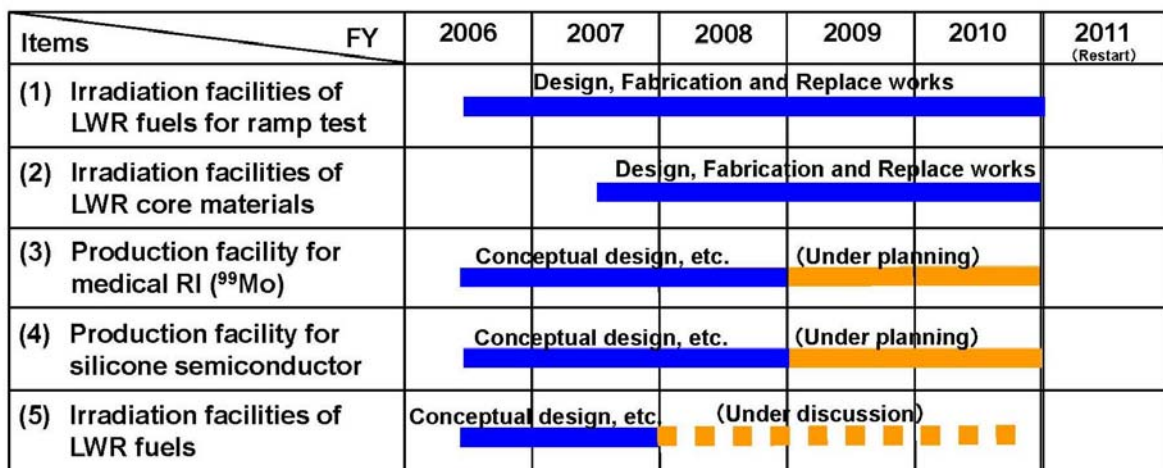 Items FY 2006 2007 2008 2009 2010 2011
(Restart)
Design, Fabrication and Replace works
(1) Irradiation facilities of
LWR fuels for ramp test
Design, Fabrication and Replace works
(2) Irradiation facilities of
LWR core materials
(3) Production facility for
medical RI (⁹⁹Mo)
Conceptual design, etc. (Under planning)
(4) Production facility for
silicone semiconductor
Conceptual design, etc. (Under planning)
(5) Irradiation facilities of
LWR fuels
Conceptual design, etc. (Under discussion)